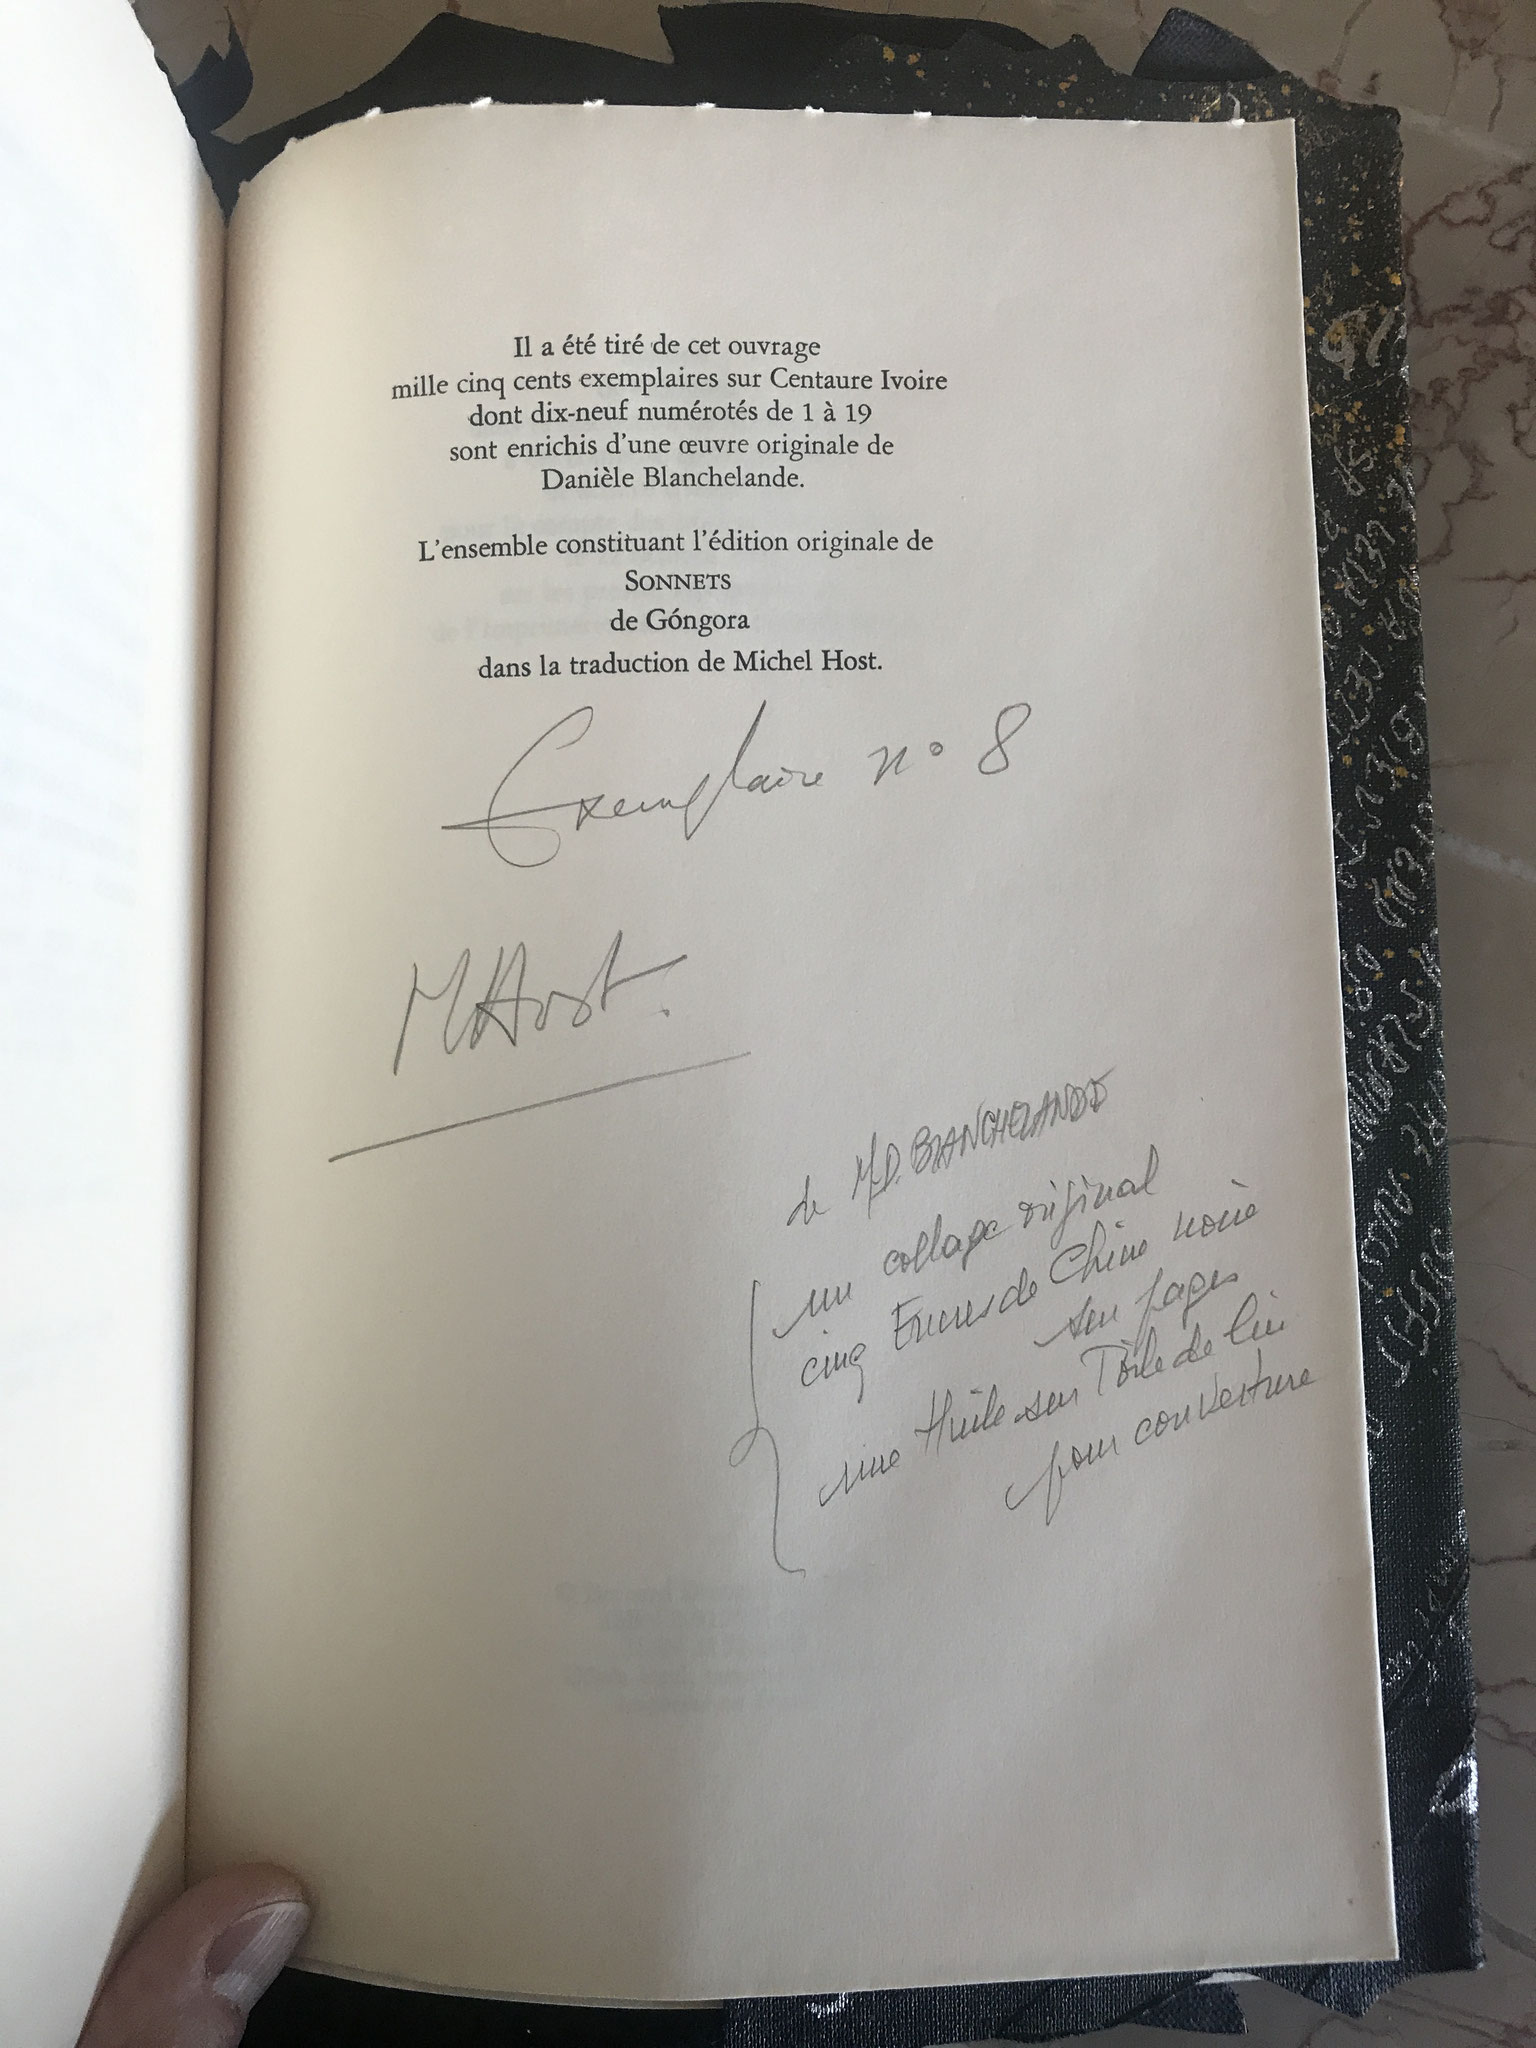 Il a été tiré de cet ouvrage
mille cinq cents exemplaires sur Centaure Ivoire
dont dix-neuf numérotés de 1 à 19
sont enrichis d'une œuvre originale de
Danièle Blanchelande.
L'ensemble constituant l'édition originale de
SONNETS
de Góngora
dans la traduction de Michel Host.
Exemplaire n° 8
MHost.
de M.D. BLANCHELANDE
un collage original
cinq Encres de Chine noire
sur pages
une Huile sur Toile de lin
pour couverture